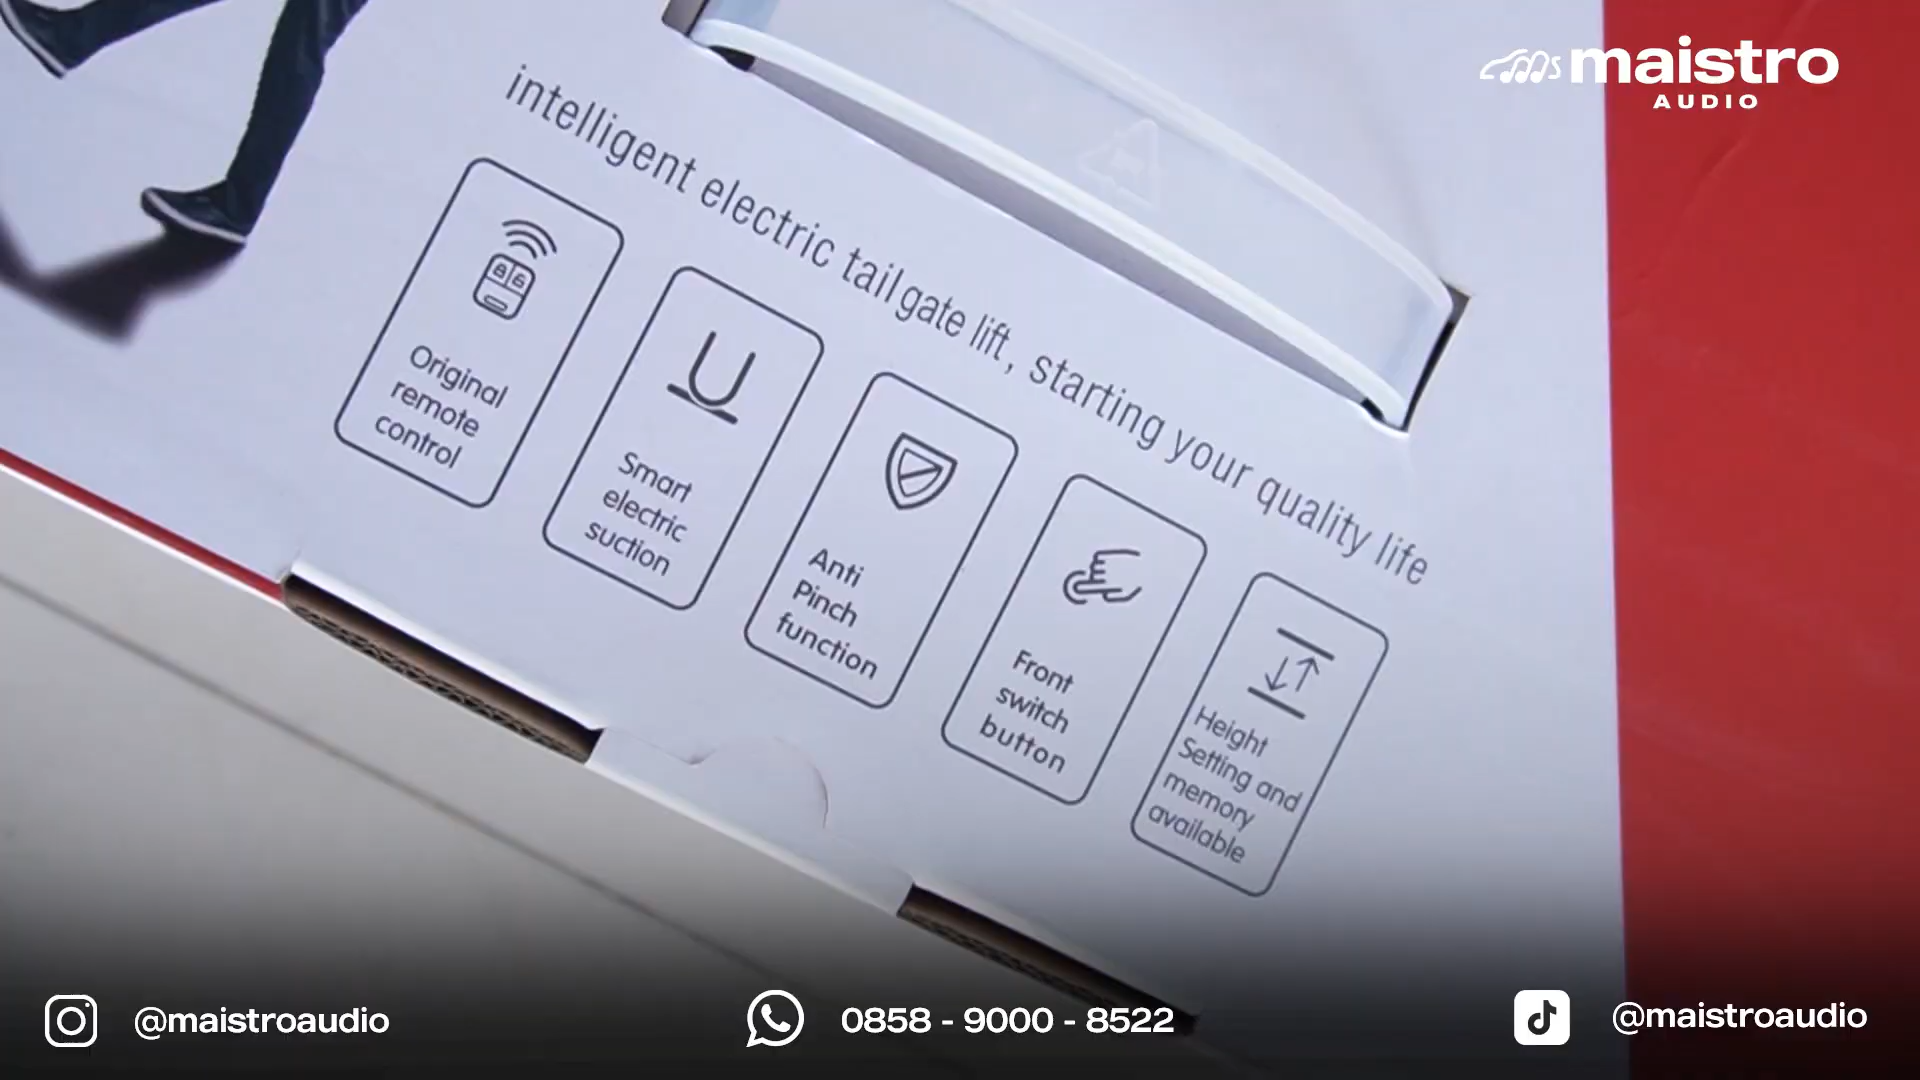 maistro
AUDIO
intelligent electric tailgate lift, starting your quality life
Original
remote
control
Smart
electric
suction
Anti
Pinch
function
Front
switch
button
Height
Setting and
memory
available
@maistroaudio
0858 - 9000 - 8522
@maistroaudio